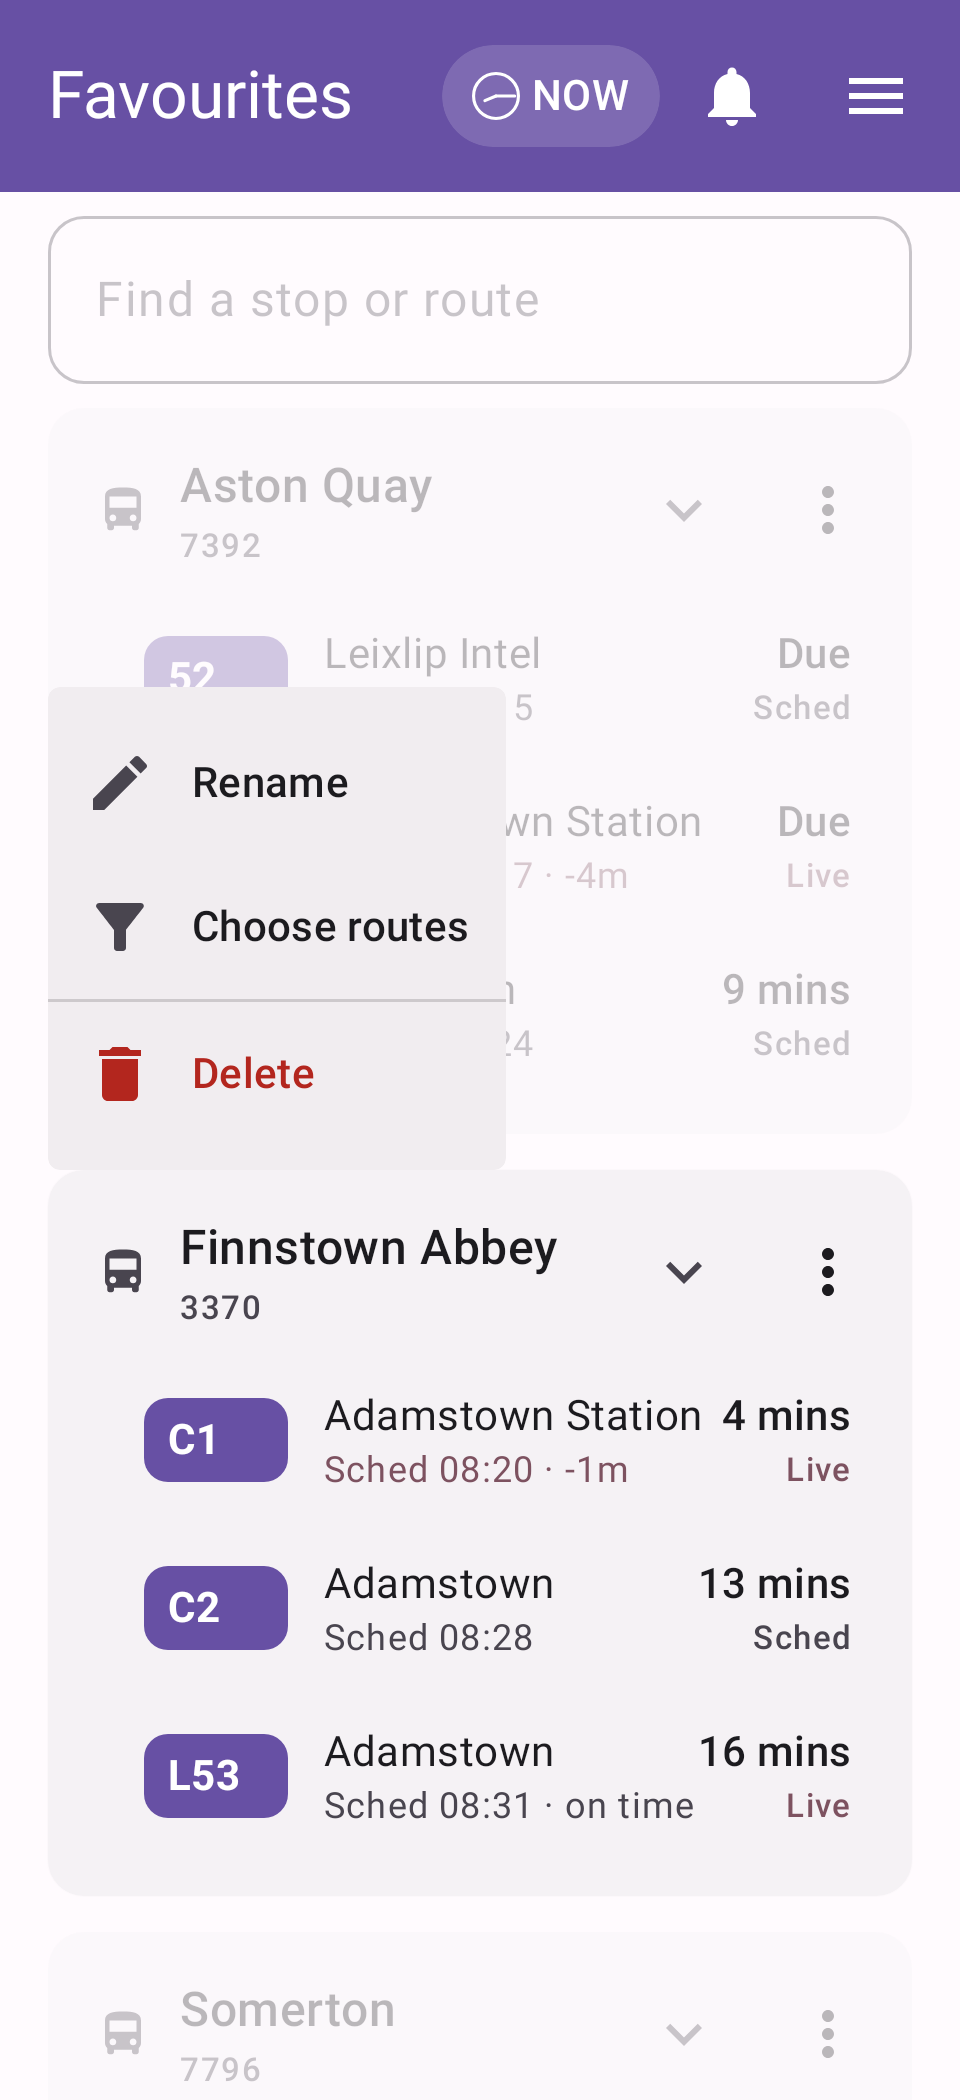 Favourites
NOW
Find a stop or route
Aston Quay
7392
52
Leixlip Intel
Due
5
Sched
Rename
wn Station
Due
7 · -4m
Live
Choose routes
9 mins
24
Sched
Delete
Finnstown Abbey
3370
C1
Adamstown Station
4 mins
Sched 08:20 · -1m
Live
C2
Adamstown
13 mins
Sched 08:28
Sched
L53
Adamstown
16 mins
Sched 08:31 · on time
Live
Somerton
7796